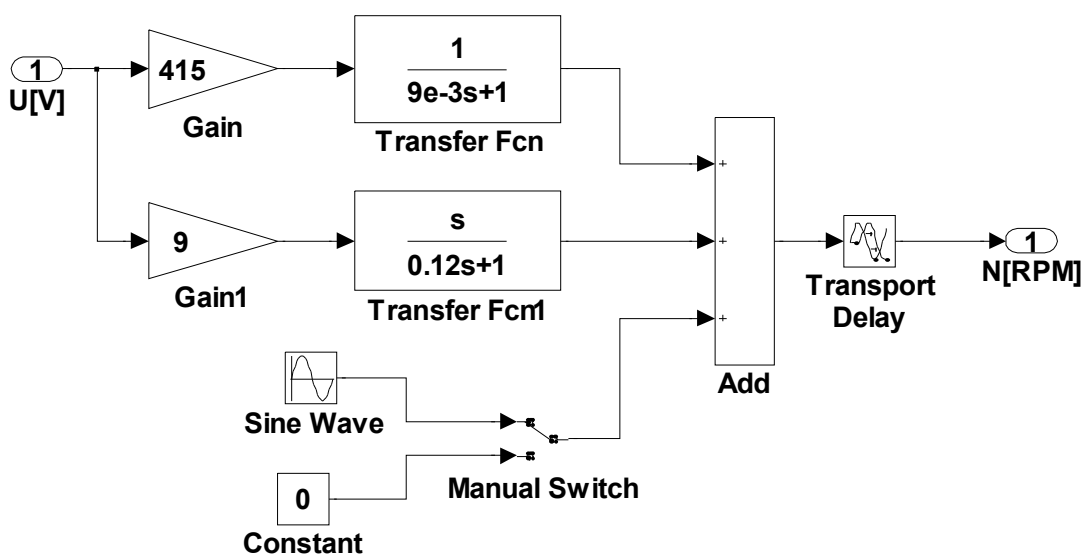 1
U[V]
415
Gain
1
9e-3s+1
Transfer Fcn
9
Gain1
s
0.12s+1
Transfer Fcn1
+
+
+
Add
Transport
Delay
1
N[RPM]
Sine Wave
Manual Switch
0
Constant